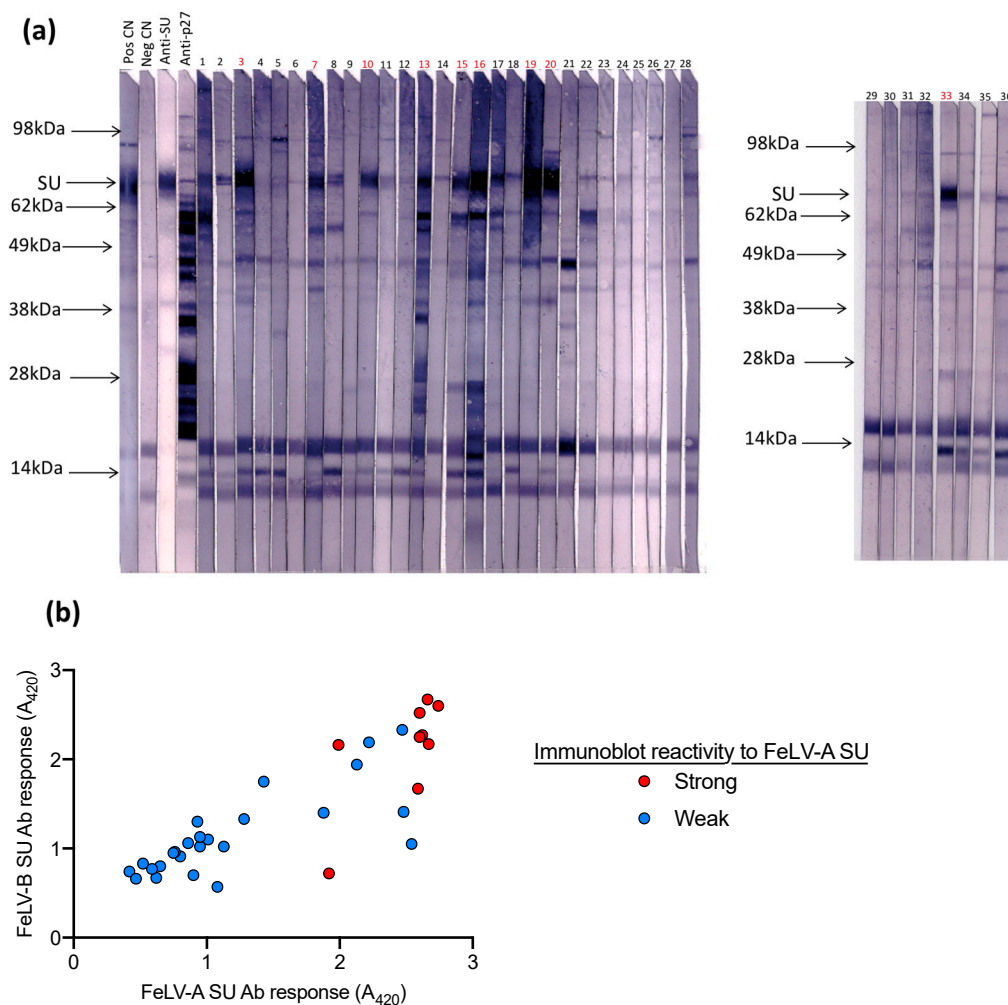 (a)
Pos CN
Neg CN
Anti-SU
Anti-p27
1 2 3 4 5 6 7 8 9 10 11 12 13 14 15 16 17 18 19 20 21 22 23 24 25 26 27 28
98kDa
SU
62kDa
49kDa
38kDa
28kDa
14kDa
29 30 31 32 33 34 35 36
98kDa
SU
62kDa
49kDa
38kDa
28kDa
14kDa
(b)
3
2
1
0
FeLV-B SU Ab response (A420)
0 1 2 3
FeLV-A SU Ab response (A420)
Immunoblot reactivity to FeLV-A SU
Strong
Weak